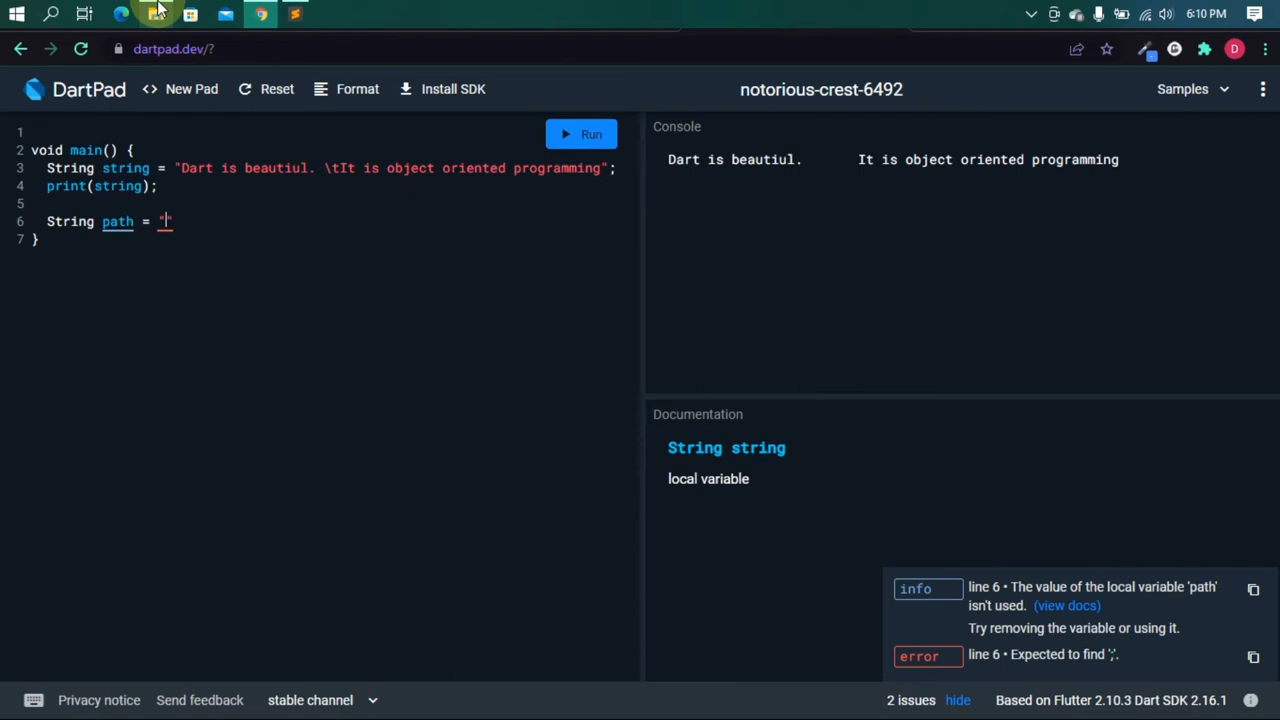 6:10 PM
dartpad.dev/?
D
DartPad
<> New Pad
Reset
Format
Install SDK
notorious-crest-6492
Samples
Run
1
2 void main() {
3 String string = "Dart is beautiul. \tIt is object oriented programming";
4 print(string);
5
6 String path = ""
7 }
Console
Dart is beautiul. It is object oriented programming
Documentation
String string
local variable
info
line 6 • The value of the local variable 'path'
isn't used. (view docs)
Try removing the variable or using it.
error
line 6 • Expected to find ';'.
Privacy notice
Send feedback
stable channel
2 issues
hide
Based on Flutter 2.10.3 Dart SDK 2.16.1